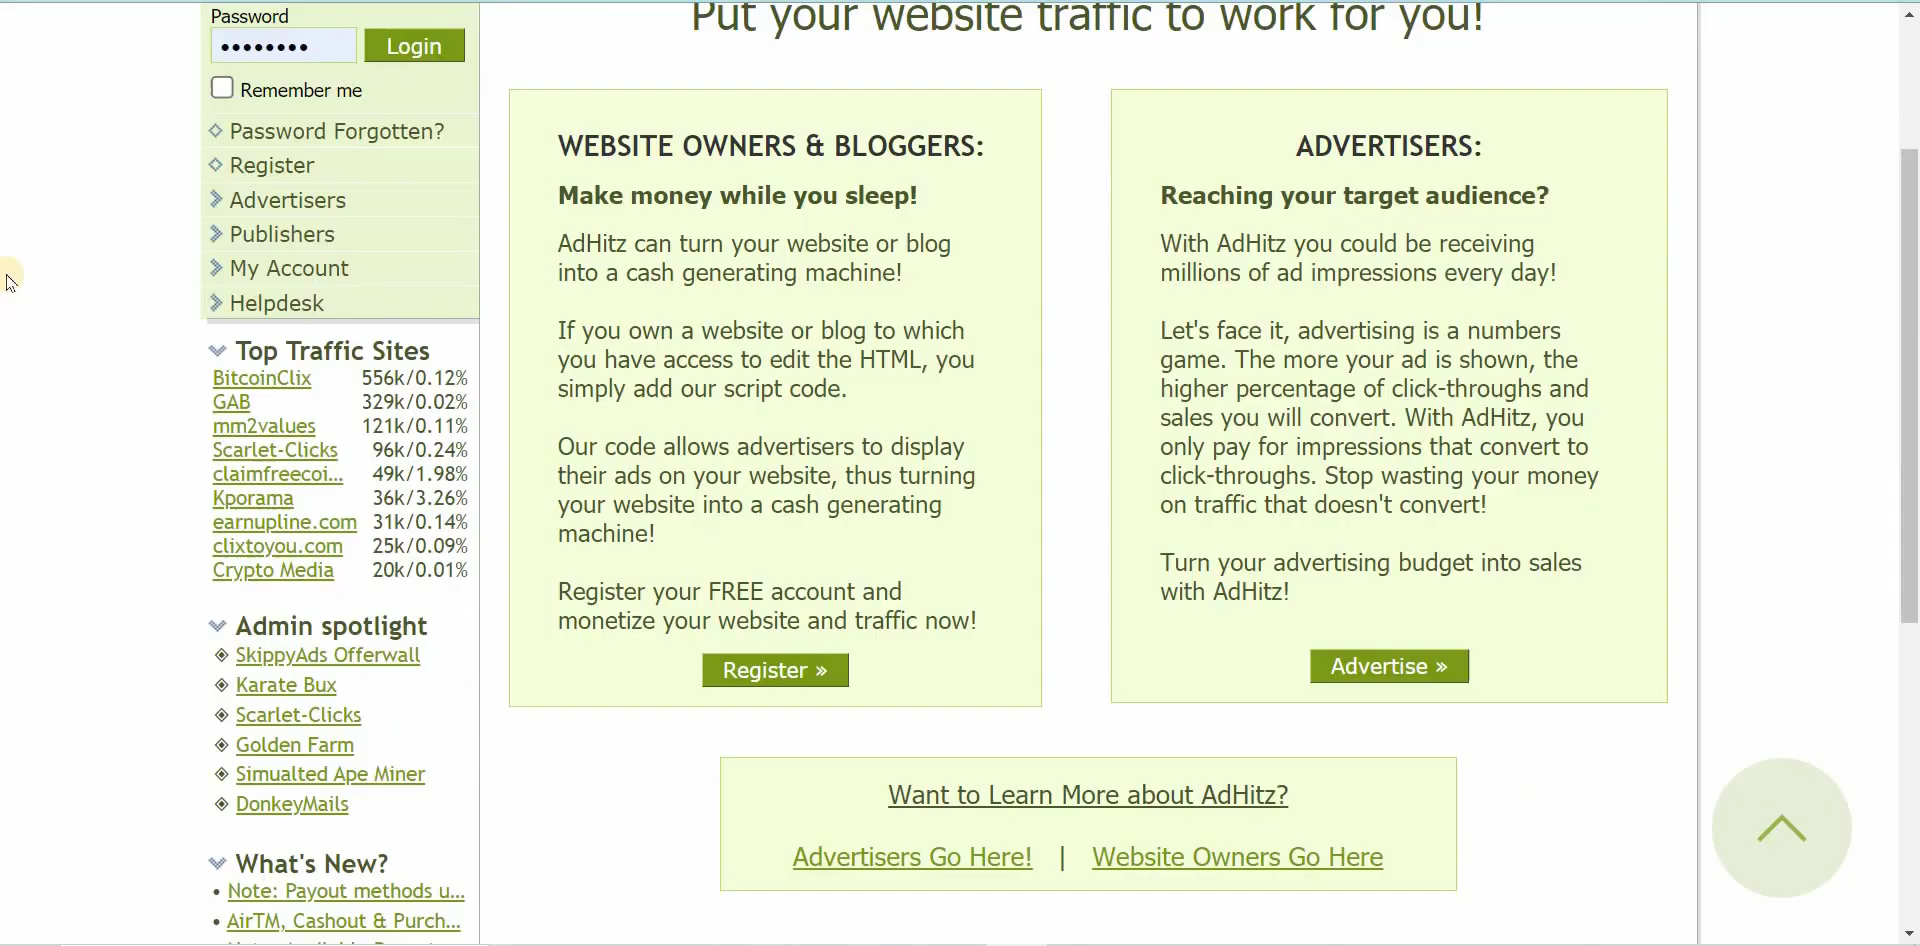 Password
Login
Remember me
Password Forgotten?
Register
Advertisers
Publishers
My Account
Helpdesk
Top Traffic Sites
BitcoinClix 556k/0.12%
GAB 329k/0.02%
mm2values 121k/0.11%
Scarlet-Clicks 96k/0.24%
claimfreecoi... 49k/1.98%
Kporama 36k/3.26%
earnupline.com 31k/0.14%
clixtoyou.com 25k/0.09%
Crypto Media 20k/0.01%
Admin spotlight
SkippyAds Offerwall
Karate Bux
Scarlet-Clicks
Golden Farm
Simualted Ape Miner
DonkeyMails
What's New?
Note: Payout methods u...
AirTM, Cashout & Purch...
Put your website traffic to work for you!
WEBSITE OWNERS & BLOGGERS:
Make money while you sleep!
AdHitz can turn your website or blog
into a cash generating machine!
If you own a website or blog to which
you have access to edit the HTML, you
simply add our script code.
Our code allows advertisers to display
their ads on your website, thus turning
your website into a cash generating
machine!
Register your FREE account and
monetize your website and traffic now!
Register »
ADVERTISERS:
Reaching your target audience?
With AdHitz you could be receiving
millions of ad impressions every day!
Let's face it, advertising is a numbers
game. The more your ad is shown, the
higher percentage of click-throughs and
sales you will convert. With AdHitz, you
only pay for impressions that convert to
click-throughs. Stop wasting your money
on traffic that doesn't convert!
Turn your advertising budget into sales
with AdHitz!
Advertise »
Want to Learn More about AdHitz?
Advertisers Go Here! | Website Owners Go Here